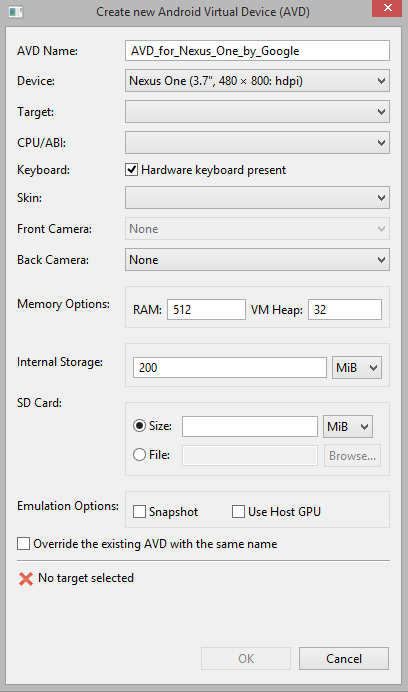 Create new Android Virtual Device (AVD)
AVD Name: AVD_for_Nexus_One_by_Google
Device: Nexus One (3.7", 480 × 800: hdpi)
Target:
CPU/ABI:
Keyboard: Hardware keyboard present
Skin:
Front Camera: None
Back Camera: None
Memory Options: RAM: 512 VM Heap: 32
Internal Storage: 200 MiB
SD Card:
Size: MiB
File: Browse...
Emulation Options: Snapshot Use Host GPU
Override the existing AVD with the same name
No target selected
OK Cancel